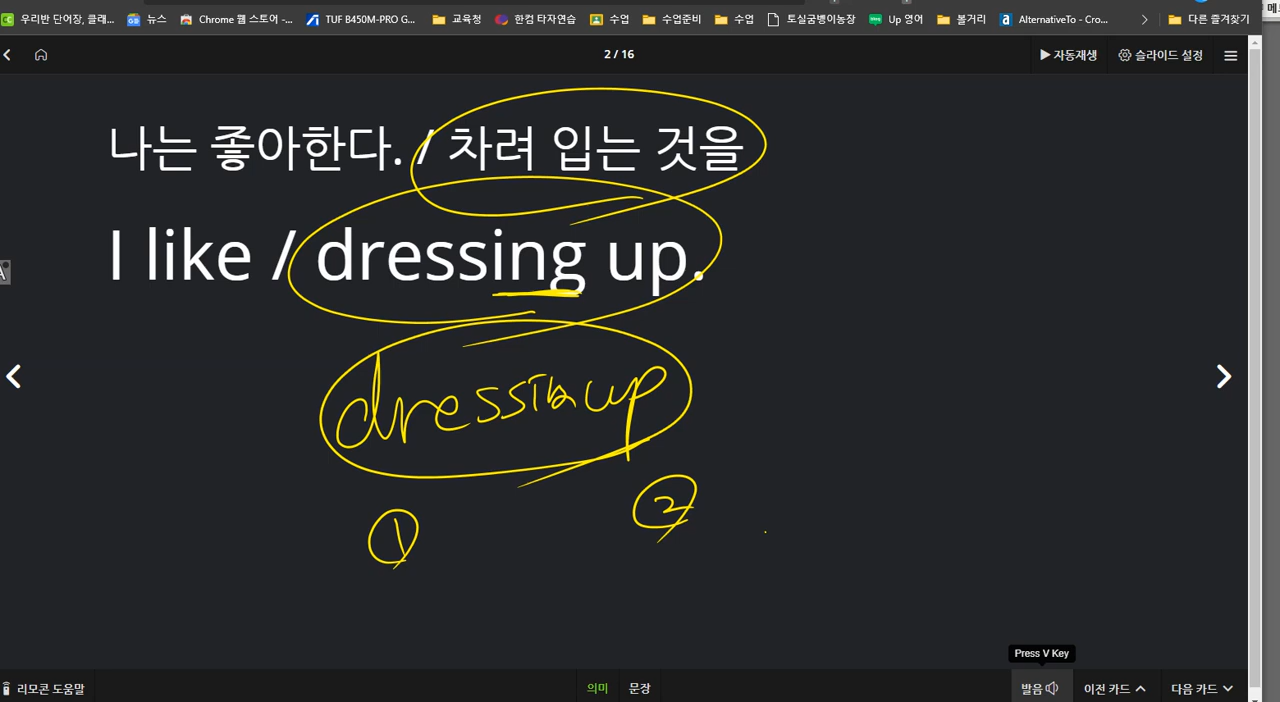 우리반 단어장, 클래... 뉴스 Chrome 웹 스토어 -... TUF B450M-PRO G... 교육청 한컴 타자연습 수업 수업준비 수업 토실굼벵이농장 Up 영어 볼거리 AlternativeTo - Cro... 다른 즐겨찾기
2 / 16 자동재생 슬라이드 설정
나는 좋아한다. / 차려 입는 것을
I like / dressing up.
dressin up
① ②
Press V Key
리모콘 도움말 의미 문장 발음 이전 카드 다음 카드